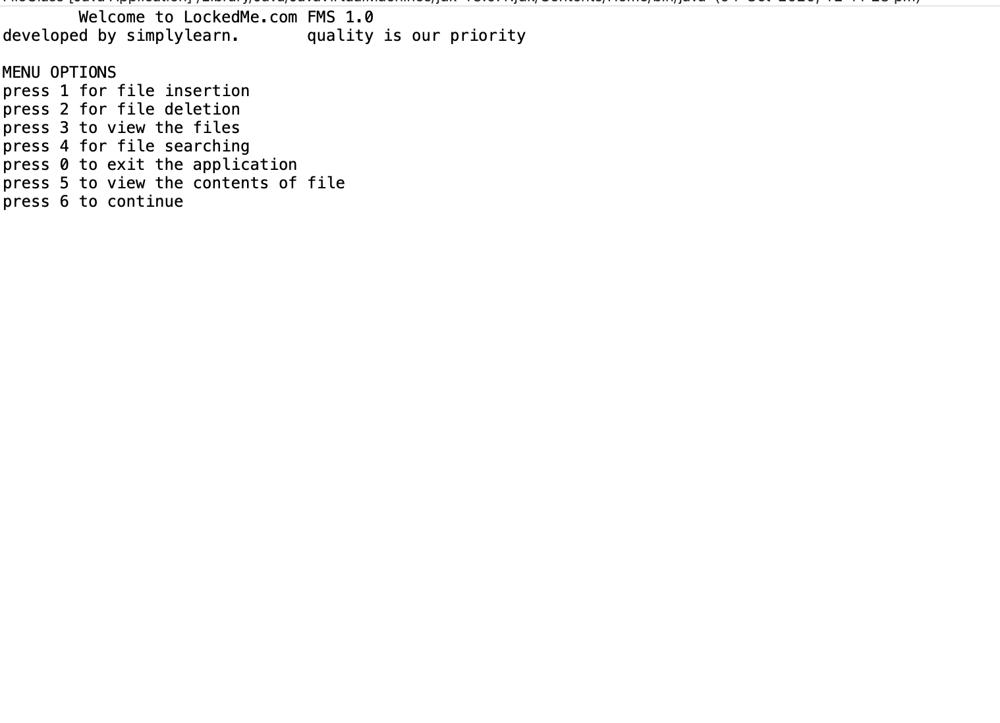 Welcome to LockedMe.com FMS 1.0
developed by simplylearn.       quality is our priority
MENU OPTIONS
press 1 for file insertion
press 2 for file deletion
press 3 to view the files
press 4 for file searching
press 0 to exit the application
press 5 to view the contents of file
press 6 to continue